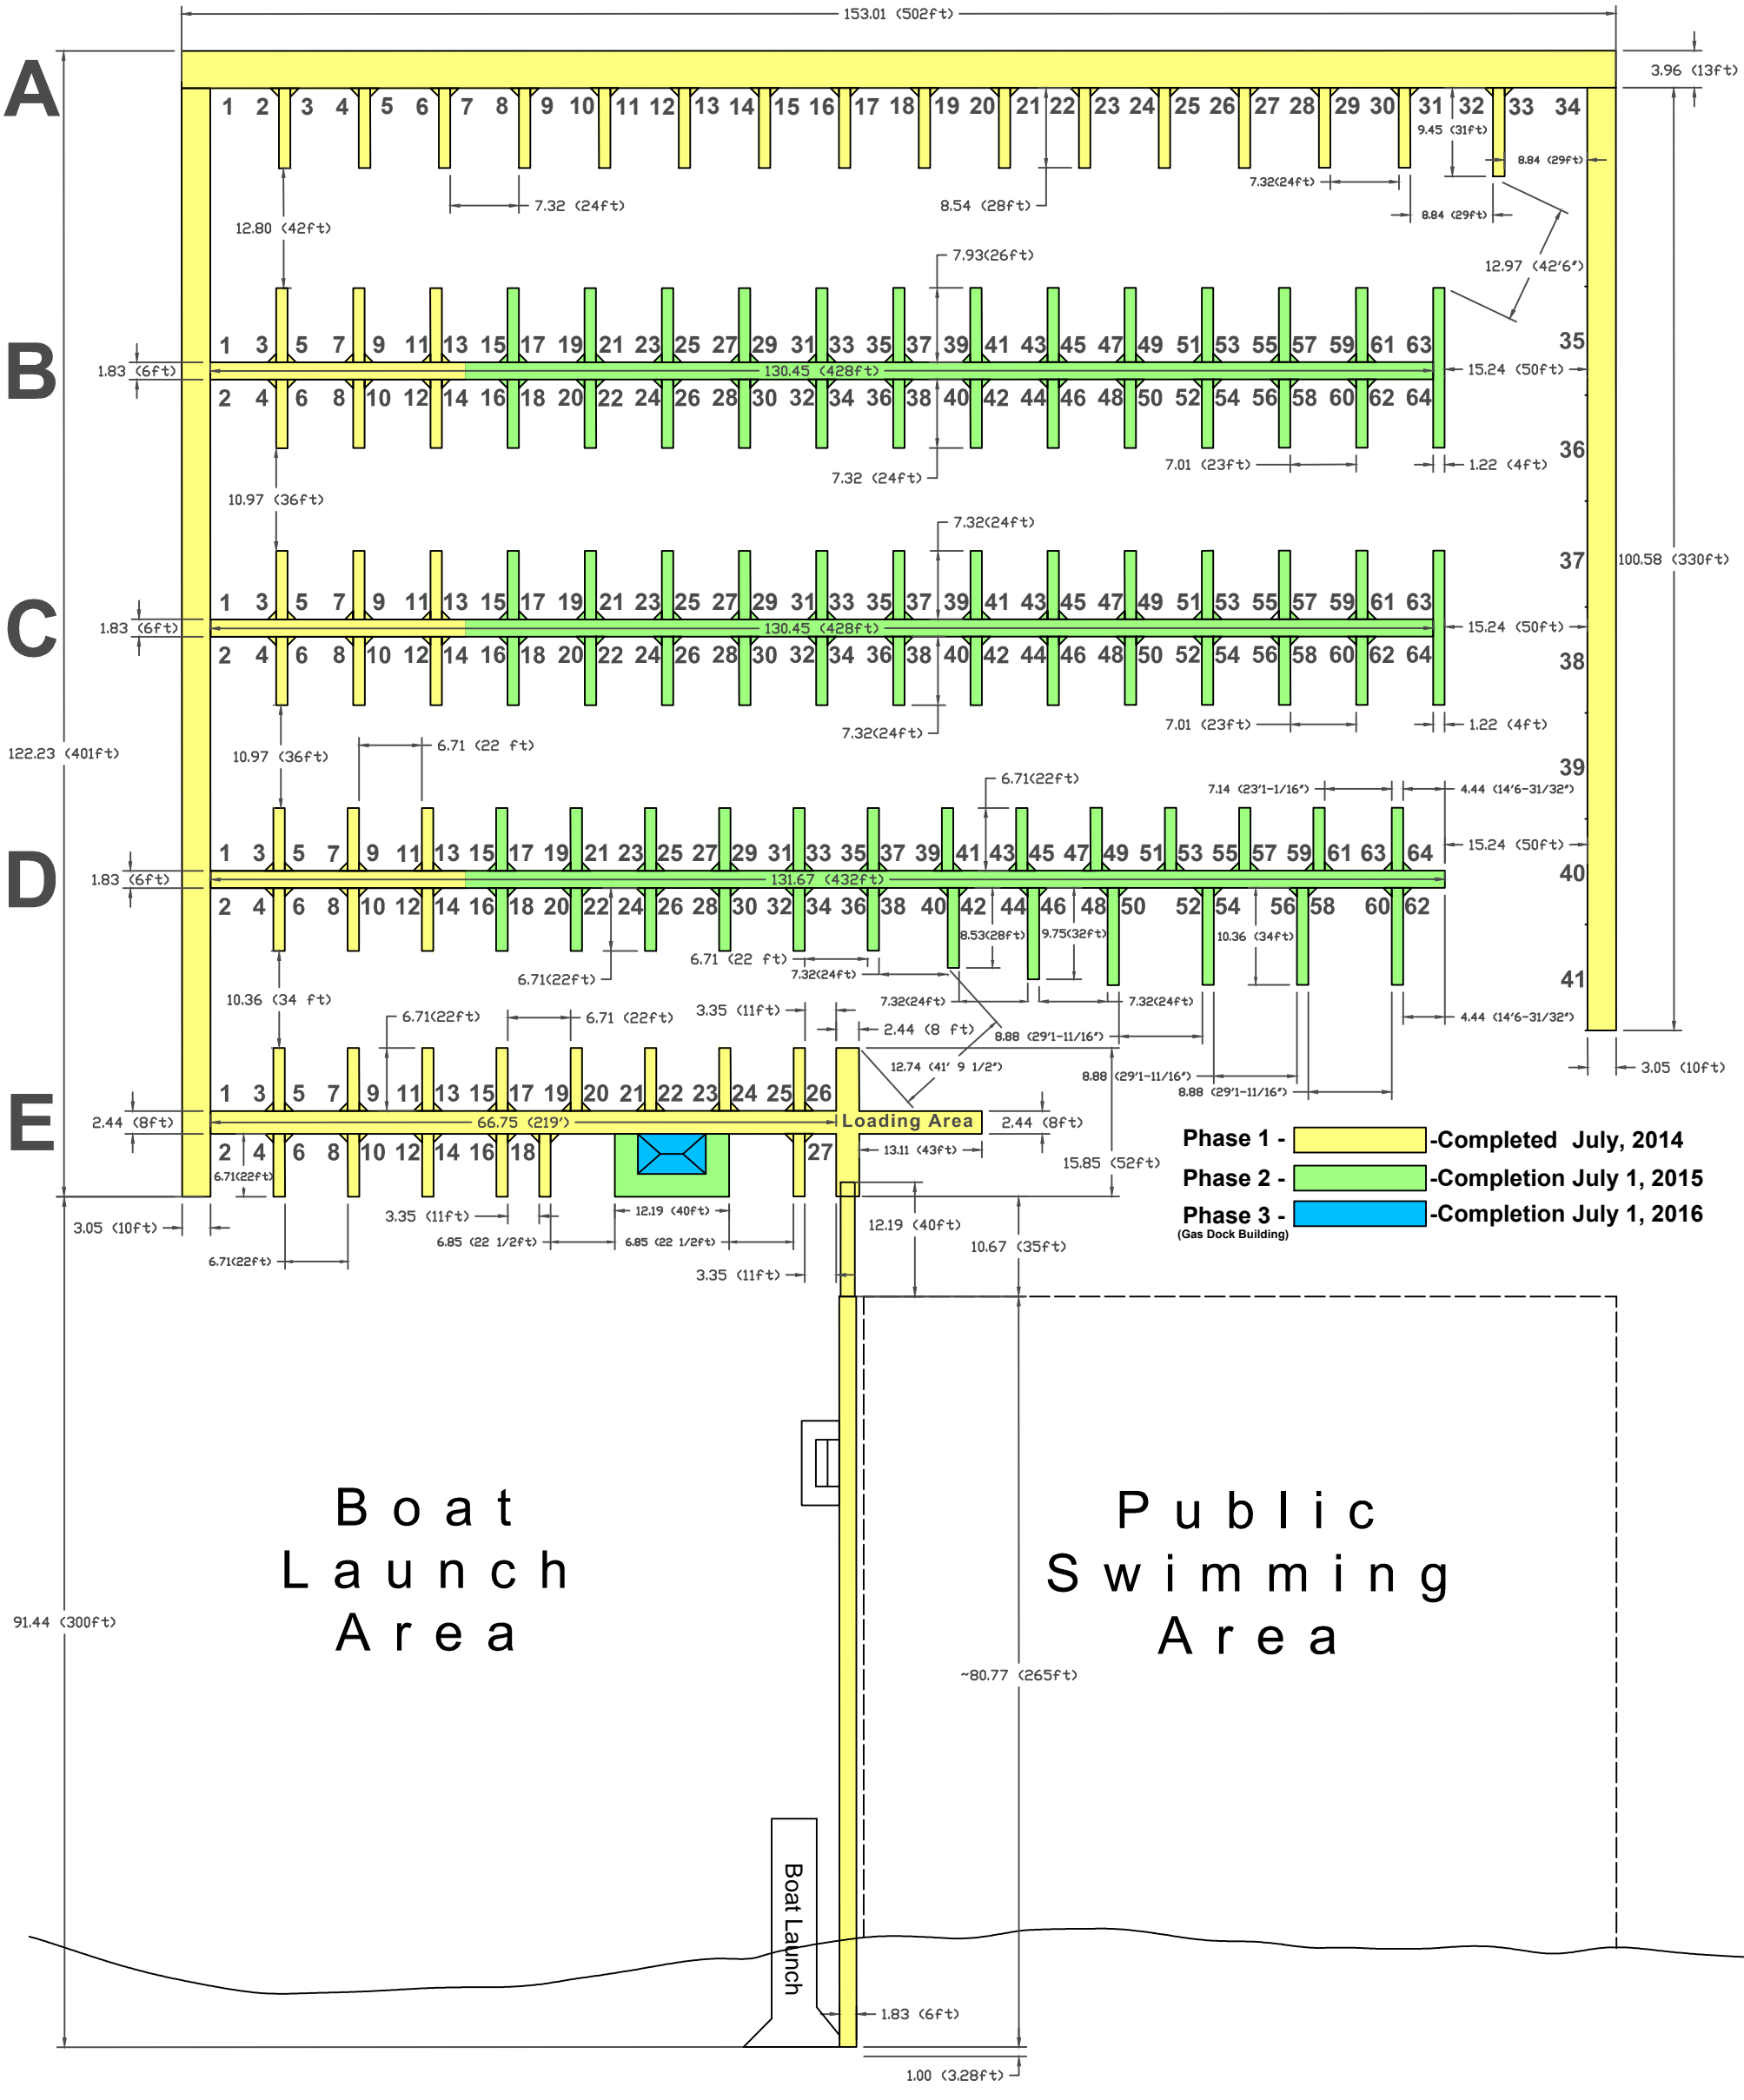 153.01 (502ft)
A
3.96 (13ft)
1 2 3 4 5 6 7 8 9 10 11 12 13 14 15 16 17 18 19 20 21 22 23 24 25 26 27 28 29 30 31 32 33 34
9.45 (31ft)
8.84 (29ft)
7.32(24ft)
7.32 (24ft)
8.54 (28ft)
8.84 (29ft)
12.80 (42ft)
7.93(26ft)
12.97 (42'6")
35
1 3 5 7 9 11 13 15 17 19 21 23 25 27 29 31 33 35 37 39 41 43 45 47 49 51 53 55 57 59 61 63
B
1.83 (6ft)
130.45 (428ft)
15.24 (50ft)
2 4 6 8 10 12 14 16 18 20 22 24 26 28 30 32 34 36 38 40 42 44 46 48 50 52 54 56 58 60 62 64
36
7.32 (24ft)
7.01 (23ft)
1.22 (4ft)
10.97 (36ft)
7.32(24ft)
37
100.58 (330ft)
1 3 5 7 9 11 13 15 17 19 21 23 25 27 29 31 33 35 37 39 41 43 45 47 49 51 53 55 57 59 61 63
C
1.83 (6ft)
130.45 (428ft)
15.24 (50ft)
2 4 6 8 10 12 14 16 18 20 22 24 26 28 30 32 34 36 38 40 42 44 46 48 50 52 54 56 58 60 62 64
38
7.32(24ft)
7.01 (23ft)
1.22 (4ft)
122.23 (401ft)
10.97 (36ft)
6.71 (22 ft)
39
6.71(22ft)
7.14 (23'1-1/16")
4.44 (14'6-31/32")
1 3 5 7 9 11 13 15 17 19 21 23 25 27 29 31 33 35 37 39 41 43 45 47 49 51 53 55 57 59 61 63 64
15.24 (50ft)
D
1.83 (6ft)
131.67 (432ft)
40
2 4 6 8 10 12 14 16 18 20 22 24 26 28 30 32 34 36 38 40 42 44 46 48 50 52 54 56 58 60 62
8.53(28ft)
9.75(32ft)
10.36 (34ft)
6.71 (22 ft)
7.32(24ft)
6.71(22ft)
41
10.36 (34 ft)
7.32(24ft)
7.32(24ft)
3.35 (11ft)
6.71(22ft)
6.71 (22ft)
2.44 (8 ft)
8.88 (29'1-11/16")
4.44 (14'6-31/32")
12.74 (41' 9 1/2")
8.88 (29'1-11/16")
8.88 (29'1-11/16")
3.05 (10ft)
1 3 5 7 9 11 13 15 17 19 20 21 22 23 24 25 26
E
2.44 (8ft)
66.75 (219')
Loading Area
2.44 (8ft)
2 4 6 8 10 12 14 16 18 27
13.11 (43ft)
15.85 (52ft)
6.71(22ft)
Phase 1 - -Completed July, 2014
Phase 2 - -Completion July 1, 2015
Phase 3 - -Completion July 1, 2016
(Gas Dock Building)
3.05 (10ft)
3.35 (11ft)
12.19 (40ft)
12.19 (40ft)
6.85 (22 1/2ft)
6.85 (22 1/2ft)
10.67 (35ft)
6.71(22ft)
3.35 (11ft)
Boat
Launch
Area
Public
Swimming
Area
91.44 (300ft)
~80.77 (265ft)
Boat Launch
1.83 (6ft)
1.00 (3.28ft)